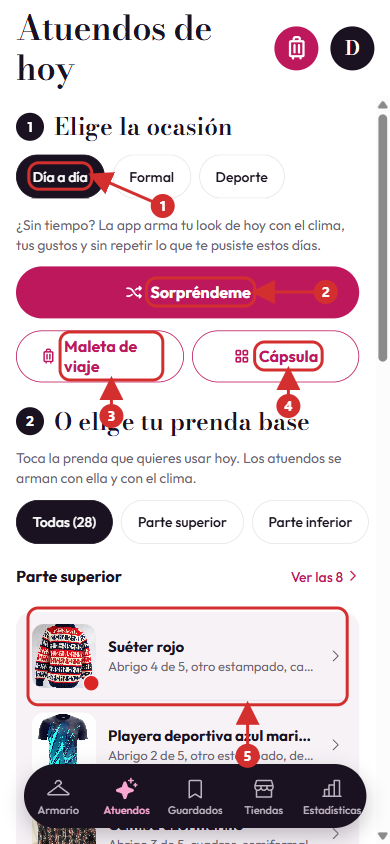 Atuendos de
hoy
D
1 Elige la ocasión
Día a día
Formal
Deporte
1
¿Sin tiempo? La app arma tu look de hoy con el clima,
tus gustos y sin repetir lo que te pusiste estos días.
Sorpréndeme
2
Maleta de
viaje
Cápsula
3
4
2 O elige tu prenda base
Toca la prenda que quieres usar hoy. Los atuendos se
arman con ella y con el clima.
Todas (28)
Parte superior
Parte inferior
Parte superior
Ver las 8
Suéter rojo
Abrigo 4 de 5, otro estampado, ca...
Playera deportiva azul mari...
Abrigo 2 de 5, otro estampado, de...
5
Armario
Atuendos
Guardados
Tiendas
Estadísticas